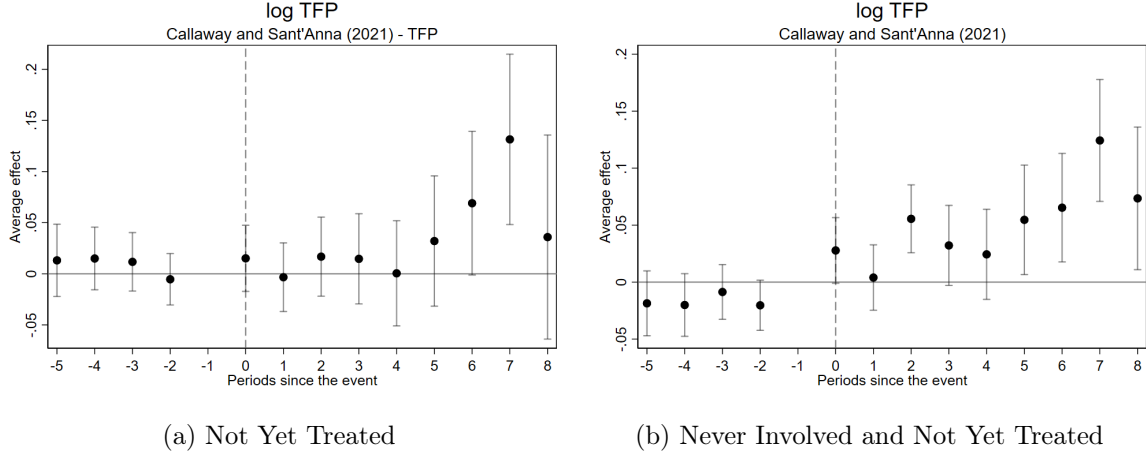 log TFP
Callaway and Sant'Anna (2021) - TFP
Average effect
.2
.15
.1
.05
0
-.05
-5 -4 -3 -2 -1 0 1 2 3 4 5 6 7 8
Periods since the event
(a) Not Yet Treated
log TFP
Callaway and Sant'Anna (2021)
Average effect
.2
.15
.1
.05
0
-.05
-5 -4 -3 -2 -1 0 1 2 3 4 5 6 7 8
Periods since the event
(b) Never Involved and Not Yet Treated